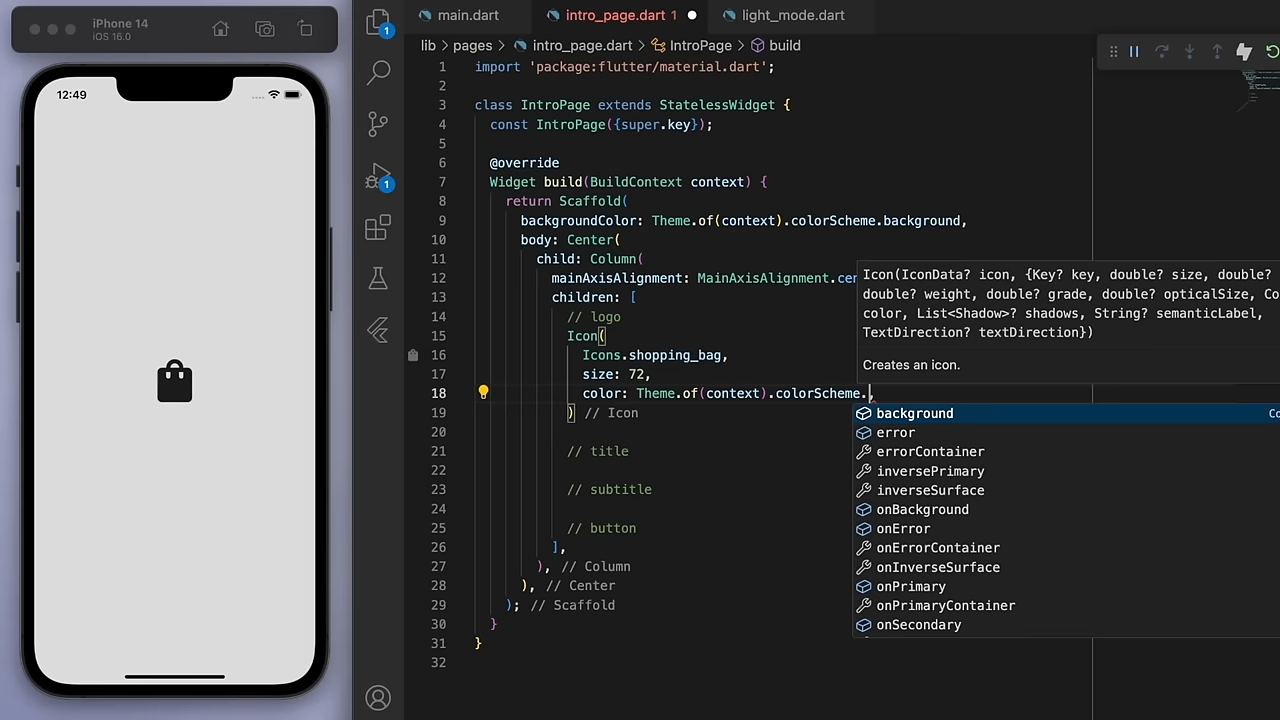 iPhone 14
iOS 16.0
12:49
1
1
main.dart
intro_page.dart 1
light_mode.dart
lib > pages > intro_page.dart > IntroPage > build
1 import 'package:flutter/material.dart';
2
3 class IntroPage extends StatelessWidget {
4 const IntroPage({super.key});
5
6 @override
7 Widget build(BuildContext context) {
8 return Scaffold(
9 backgroundColor: Theme.of(context).colorScheme.background,
10 body: Center(
11 child: Column(
12 mainAxisAlignment: MainAxisAlignment.cen
13 children: [
14 // logo
15 Icon(
16 Icons.shopping_bag,
17 size: 72,
18 color: Theme.of(context).colorScheme.,
19 ) // Icon
20
21 // title
22
23 // subtitle
24
25 // button
26 ],
27 ), // Column
28 ), // Center
29 ); // Scaffold
30 }
31 }
32
Icon(IconData? icon, {Key? key, double? size, double?
double? weight, double? grade, double? opticalSize, Co
color, List<Shadow>? shadows, String? semanticLabel,
TextDirection? textDirection})
Creates an icon.
background Co
error
errorContainer
inversePrimary
inverseSurface
onBackground
onError
onErrorContainer
onInverseSurface
onPrimary
onPrimaryContainer
onSecondary